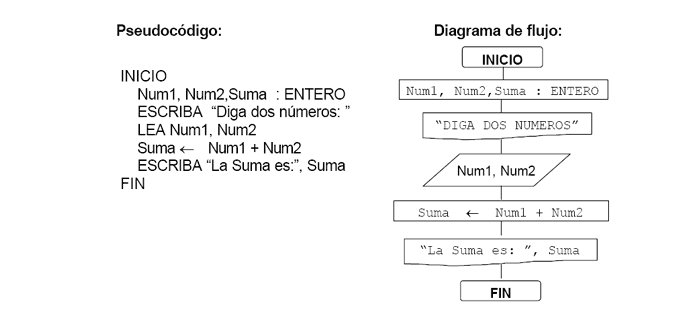 Pseudocódigo:
INICIO
Num1, Num2,Suma : ENTERO
ESCRIBA “Diga dos números: ”
LEA Num1, Num2
Suma ← Num1 + Num2
ESCRIBA “La Suma es:”, Suma
FIN
Diagrama de flujo:
INICIO
Num1, Num2,Suma : ENTERO
“DIGA DOS NUMEROS”
Num1, Num2
Suma ← Num1 + Num2
“La Suma es: ”, Suma
FIN